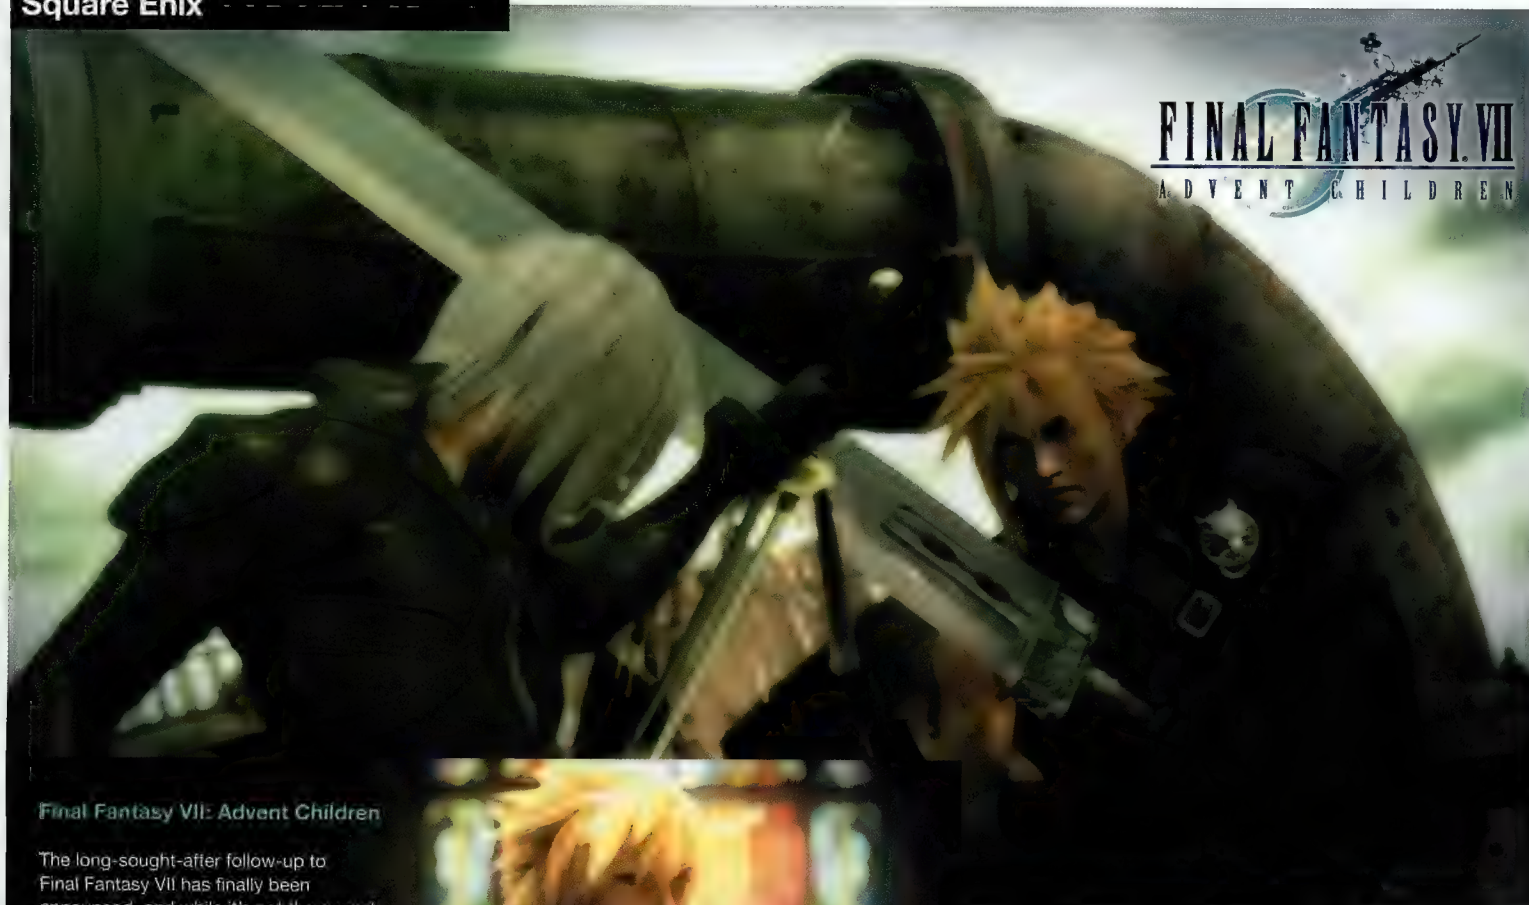 Square Enix
FINAL FANTASY. VII
ADVENT CHILDREN
Final Fantasy VII: Advent Children
The long-sought-after follow-up to
Final Fantasy VII has finally been